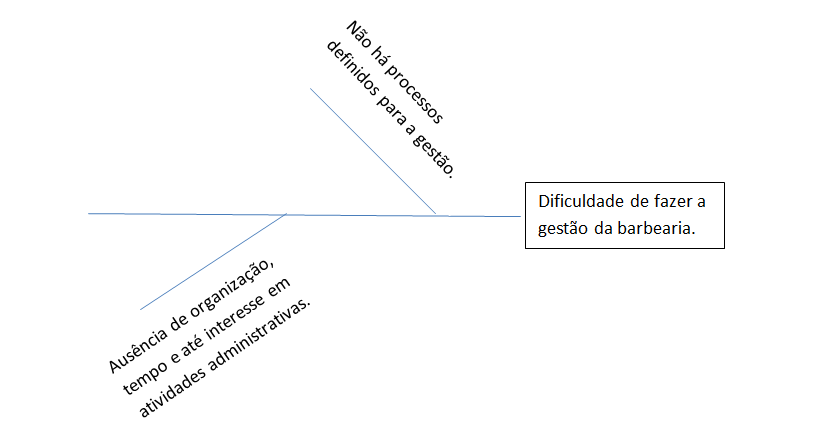 Não há processos
definidos para a gestão.
Dificuldade de fazer a
gestão da barbearia.
Ausência de organização,
tempo e até interesse em
atividades administrativas.